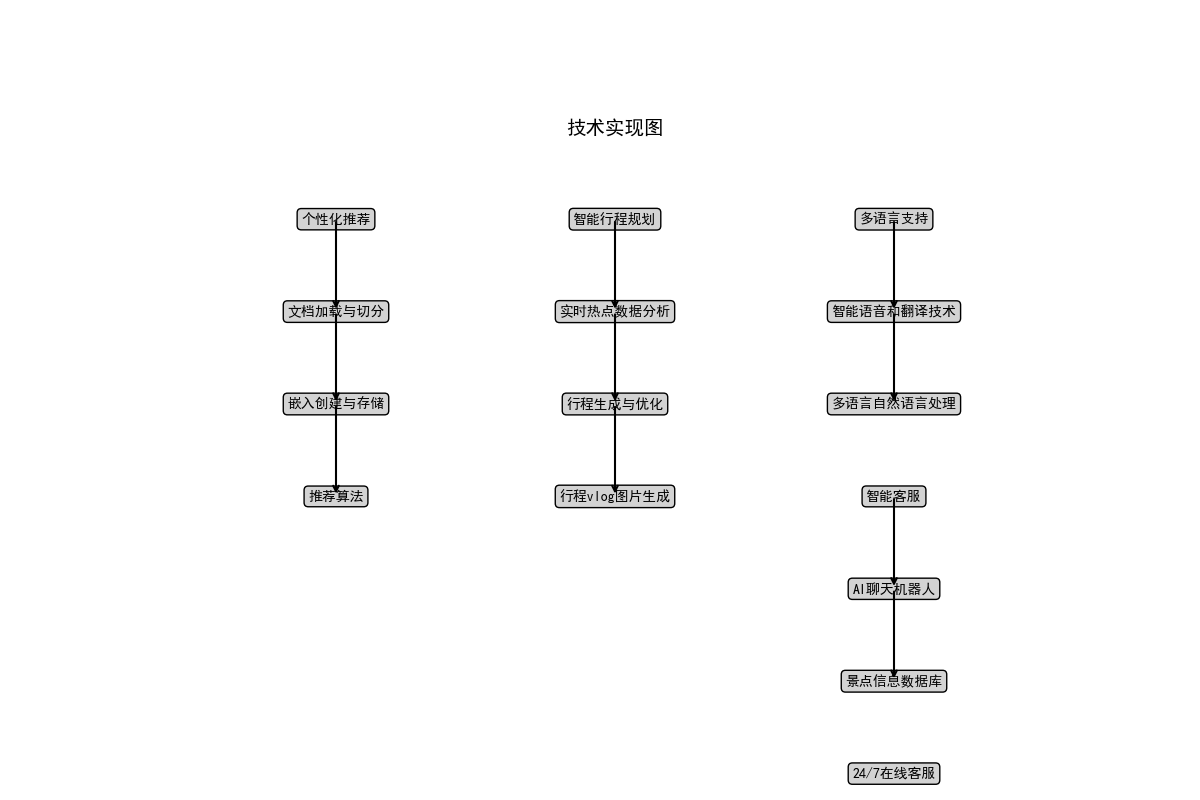 技术实现图
个性化推荐
文档加载与切分
嵌入创建与存储
推荐算法
智能行程规划
实时热点数据分析
行程生成与优化
行程vlog图片生成
多语言支持
智能语音和翻译技术
多语言自然语言处理
智能客服
AI聊天机器人
景点信息数据库
24/7在线客服